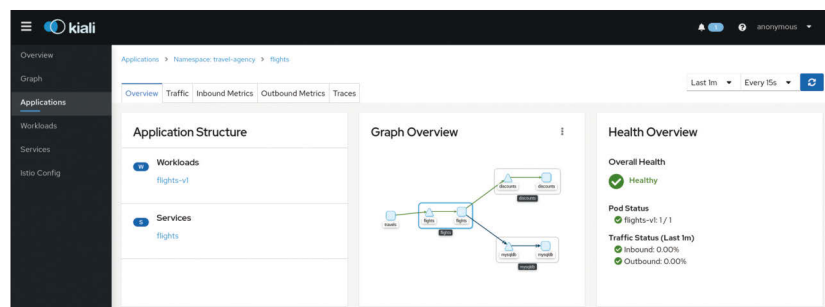 kiali
anonymous
Overview
Graph
Applications
Workloads
Services
Istio Config
Applications > Namespace: travel-agency > flights
Overview Traffic Inbound Metrics Outbound Metrics Traces
Last 1m Every 15s
Application Structure
W Workloads
flights-v1
S Services
flights
Graph Overview
discounts discounts
discounts
travels flights flights
flights
mysqldb mysqldb
mysqldb
Health Overview
Overall Health
Healthy
Pod Status
flights-v1: 1 / 1
Traffic Status (Last 1m)
Inbound: 0.00%
Outbound: 0.00%